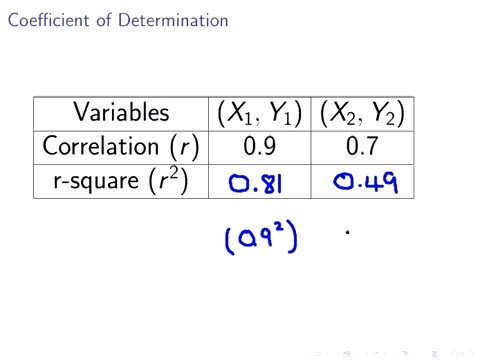 Coefficient of Determination
Variables (X₁, Y₁) (X₂, Y₂)
Correlation (r) 0.9 0.7
r-square (r²) 0.81 0.49
(0.9²)